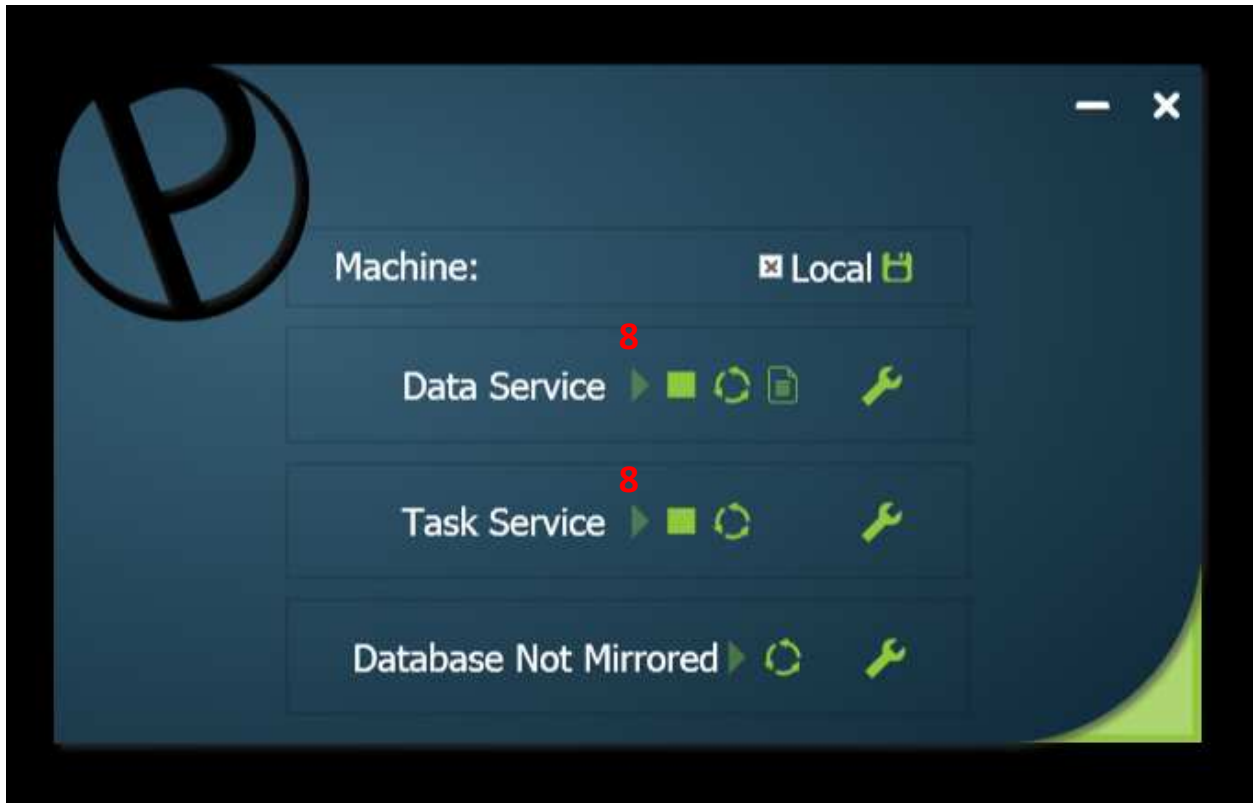 P
Machine: Local
8
Data Service
8
Task Service
Database Not Mirrored